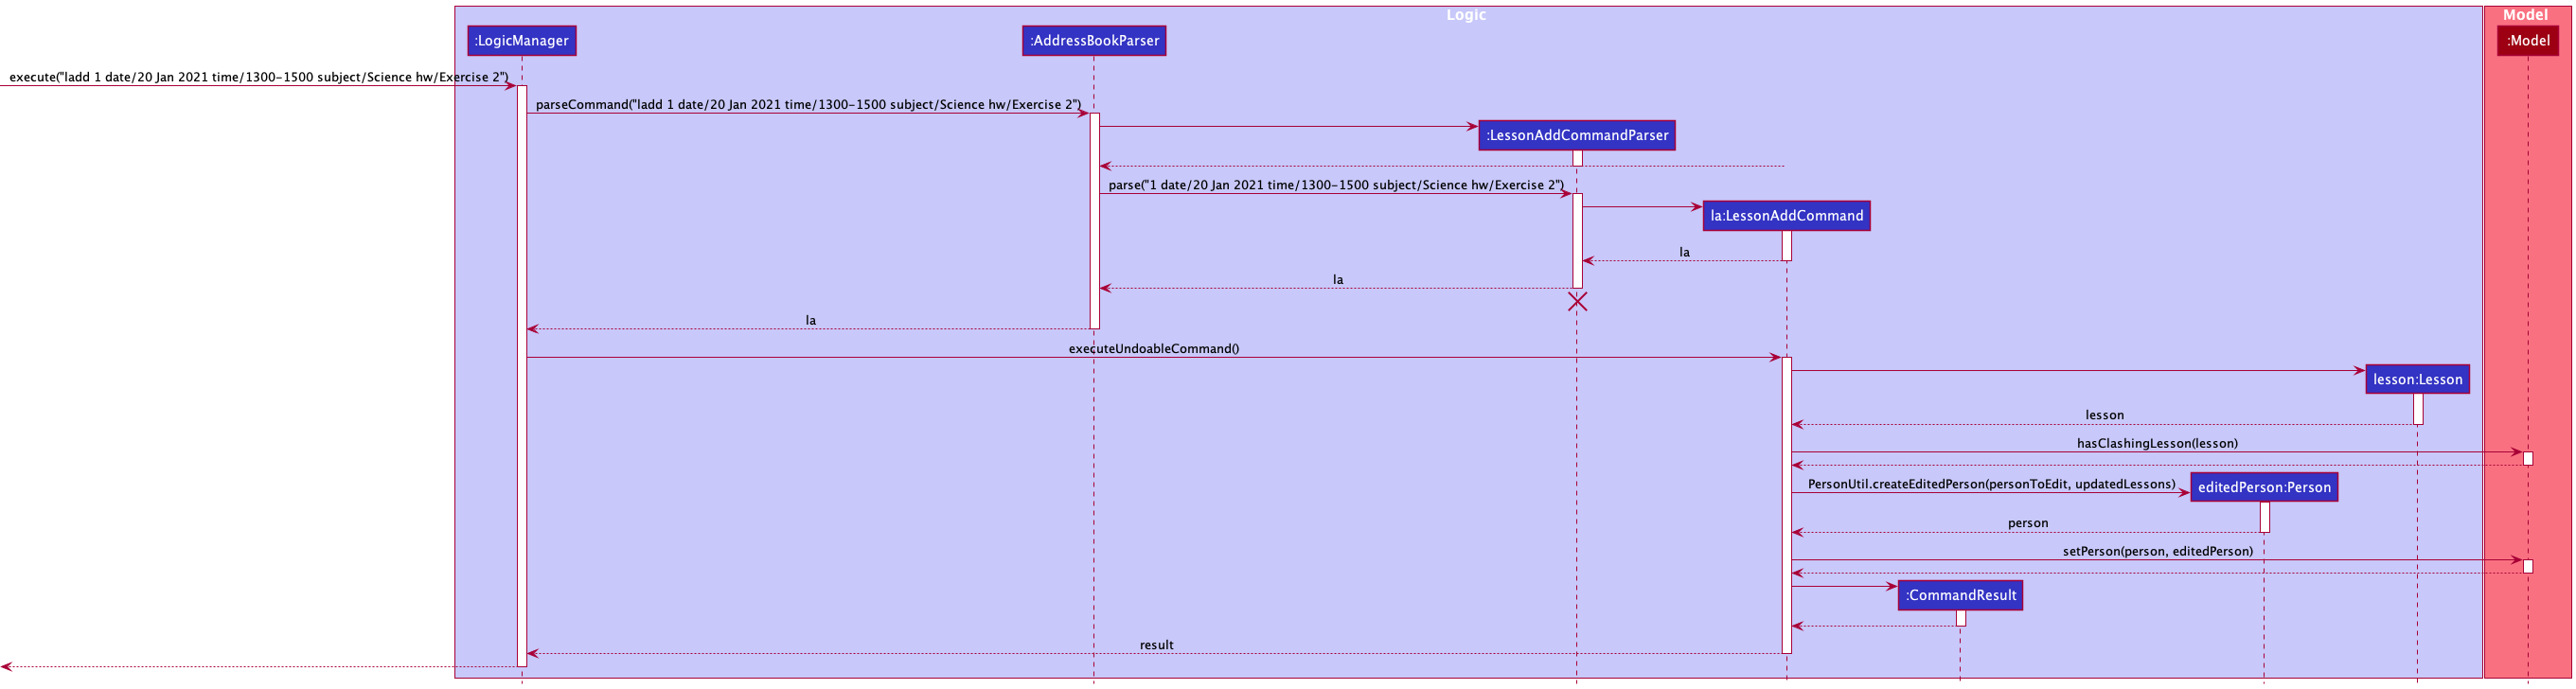 Logic
Model
:LogicManager
:AddressBookParser
:Model
execute("ladd 1 date/20 Jan 2021 time/1300-1500 subject/Science hw/Exercise 2")
parseCommand("ladd 1 date/20 Jan 2021 time/1300-1500 subject/Science hw/Exercise 2")
:LessonAddCommandParser
parse("1 date/20 Jan 2021 time/1300-1500 subject/Science hw/Exercise 2")
la:LessonAddCommand
la
la
la
executeUndoableCommand()
lesson:Lesson
lesson
hasClashingLesson(lesson)
PersonUtil.createEditedPerson(personToEdit, updatedLessons)
editedPerson:Person
person
setPerson(person, editedPerson)
:CommandResult
result